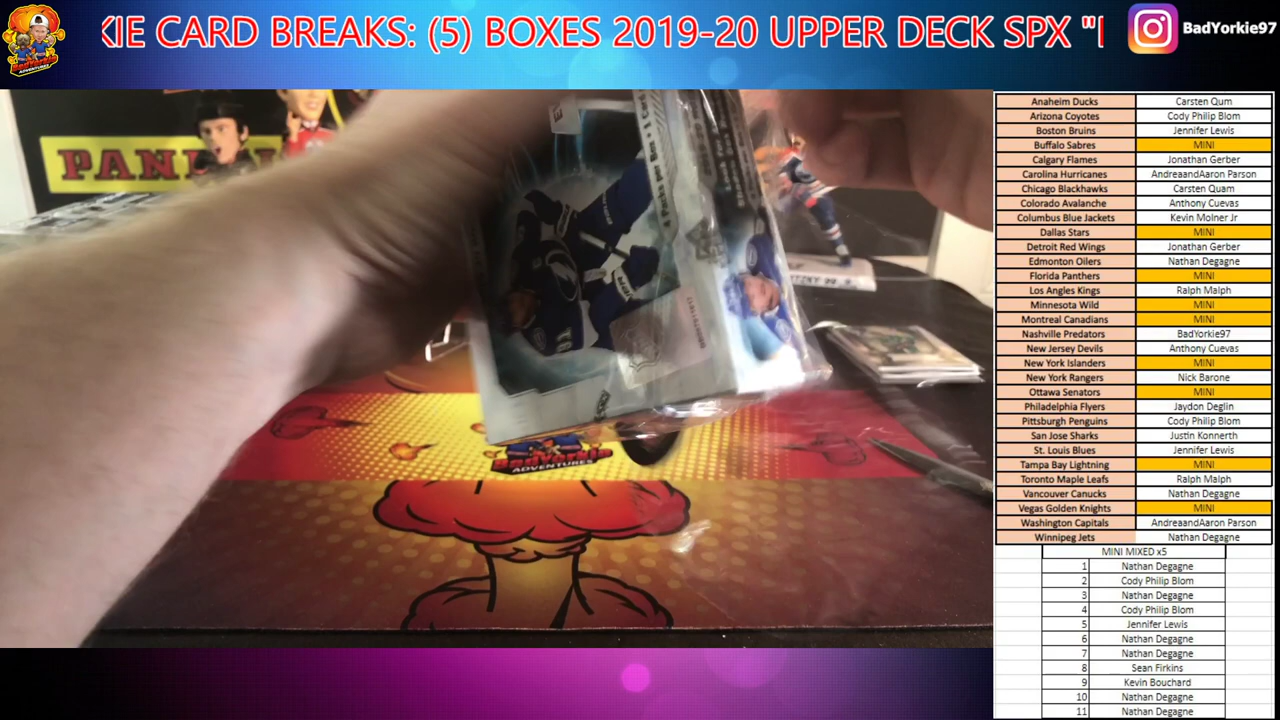 KIE CARD BREAKS: (5) BOXES 2019-20 UPPER DECK SPX "
BadYorkie97
PANINI
4 Packs per Box
BadYorkie
ADVENTURES
Anaheim Ducks Carsten Qum
Arizona Coyotes Cody Philip Blom
Boston Bruins Jennifer Lewis
Buffalo Sabres MINI
Calgary Flames Jonathan Gerber
Carolina Hurricanes AndreaandAaron Parson
Chicago Blackhawks Carsten Quam
Colorado Avalanche Anthony Cuevas
Columbus Blue Jackets Kevin Molner Jr
Dallas Stars MINI
Detroit Red Wings Jonathan Gerber
Edmonton Oilers Nathan Degagne
Florida Panthers MINI
Los Angles Kings Ralph Malph
Minnesota Wild MINI
Montreal Canadians MINI
Nashville Predators BadYorkie97
New Jersey Devils Anthony Cuevas
New York Islanders MINI
New York Rangers Nick Barone
Ottawa Senators MINI
Philadelphia Flyers Jaydon Deglin
Pittsburgh Penguins Cody Philip Blom
San Jose Sharks Justin Konnerth
St. Louis Blues Jennifer Lewis
Tampa Bay Lightning MINI
Toronto Maple Leafs Ralph Malph
Vancouver Canucks Nathan Degagne
Vegas Golden Knights MINI
Washington Capitals AndreaandAaron Parson
Winnipeg Jets Nathan Degagne
MINI MIXED x5
1 Nathan Degagne
2 Cody Philip Blom
3 Nathan Degagne
4 Cody Philip Blom
5 Jennifer Lewis
6 Nathan Degagne
7 Nathan Degagne
8 Sean Firkins
9 Kevin Bouchard
10 Nathan Degagne
11 Nathan Degagne